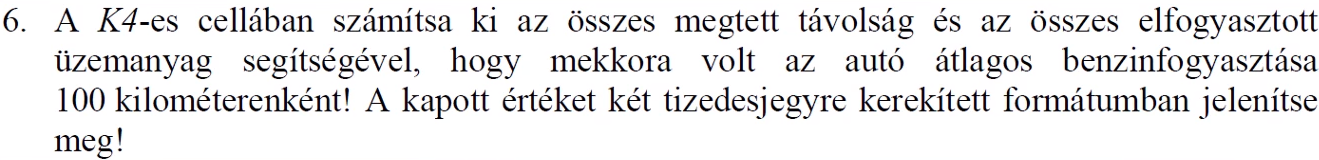 6. A K4-es cellában számítsa ki az összes megtett távolság és az összes elfogyasztott
üzemanyag segítségével, hogy mekkora volt az autó átlagos benzinfogyasztása
100 kilométerenként! A kapott értéket két tizedesjegyre kerekített formátumban jelenítse
meg!